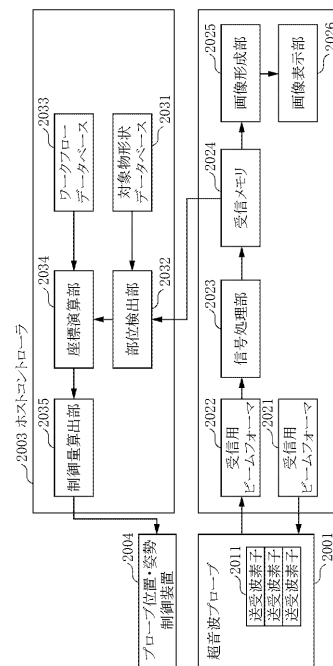 2003 ホストコントローラ
2033
ワークフロー
データベース
2031
対象物形状
データベース
2034
座標演算部
2032
部位検出部
2035
制御量算出部
2004
プローブ位置・姿勢
制御装置
2025
画像形成部
2026
画像表示部
2024
受信メモリ
2023
信号処理部
2022
受信用
ビームフォーマ
2021
受信用
ビームフォーマ
2011
送受波素子
送受波素子
送受波素子
超音波プローブ
2001